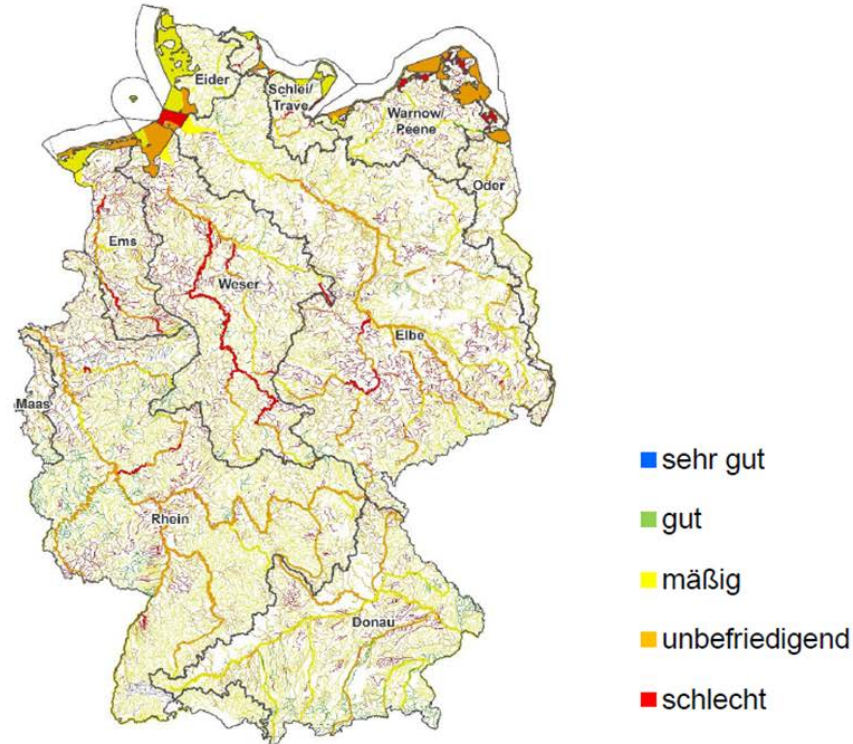 Eider
Schlei/
Trave
Warnow/
Peene
Oder
Ems
Weser
Elbe
Maas
Rhein
Donau
sehr gut
gut
mäßig
unbefriedigend
schlecht